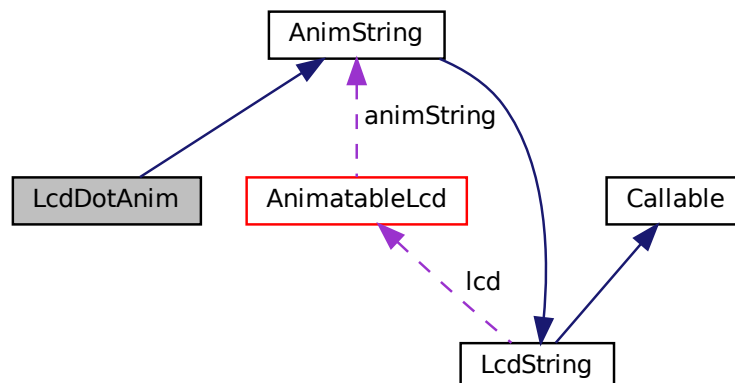 AnimString
animString
LcdDotAnim
AnimatableLcd
Callable
lcd
LcdString